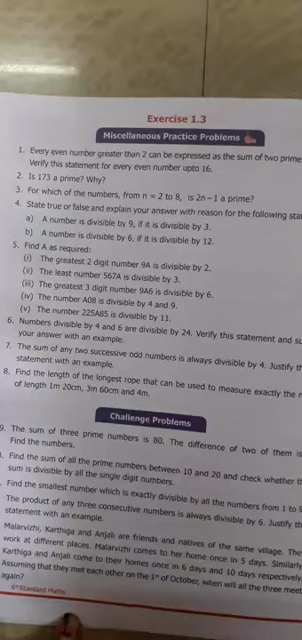 Exercise 1.3
Miscellaneous Practice Problems
1. Every even number greater than 2 can be expressed as the sum of two prime
Verify this statement for every even number upto 16.
2. Is 173 a prime? Why?
3. For which of the numbers, from n = 2 to 8, is 2n − 1 a prime?
4. State true or false and explain your answer with reason for the following
a) A number is divisible by 9, if it is divisible by 3.
b) A number is divisible by 6, if it is divisible by 12.
5. Find A as required:
(i) The greatest 2 digit number 9A is divisible by 2.
(ii) The least number 567A is divisible by 3.
(iii) The greatest 3 digit number 9A6 is divisible by 6.
(iv) The number A08 is divisible by 4 and 9.
(v) The number 225A85 is divisible by 11.
6. Numbers divisible by 4 and 6 are divisible by 24. Verify this statement and
your answer with an example.
7. The sum of any two successive odd numbers is always divisible by 4. Justify
statement with an example.
8. Find the length of the longest rope that can be used to measure exactly the
of length 1m 20cm, 3m 60cm and 4m.
Challenge Problems
9. The sum of three prime numbers is 80. The difference of two of them is
Find the numbers.
Find the sum of all the prime numbers between 10 and 20 and check whether
sum is divisible by all the single digit numbers.
Find the smallest number which is exactly divisible by all the numbers from 1 to 9
The product of any three consecutive numbers is always divisible by 6. Justify
statement with an example.
Malarvizhi, Karthiga and Anjali are friends and natives of the same village. They
work at different places. Malarvizhi comes to her home once in 5 days. Similarly
Karthiga and Anjali come to their homes once in 6 days and 10 days respectively.
Assuming that they met each other on the 1st of October, when will all the three meet
again?
6th Standard Maths